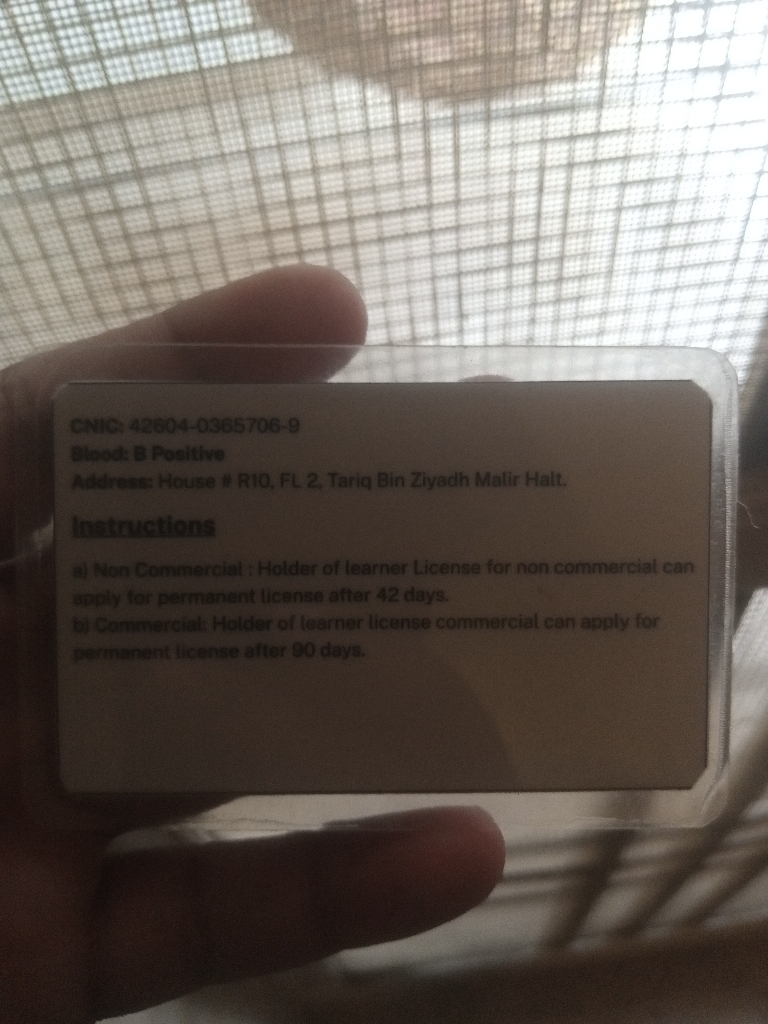 CNIC: 42604-0365706-9
Blood: B Positive
Address: House # R10, FL 2, Tariq Bin Ziyadh Malir Halt.
Instructions
a) Non Commercial : Holder of learner License for non commercial can
apply for permanent license after 42 days.
b) Commercial: Holder of learner license commercial can apply for
permanent license after 90 days.